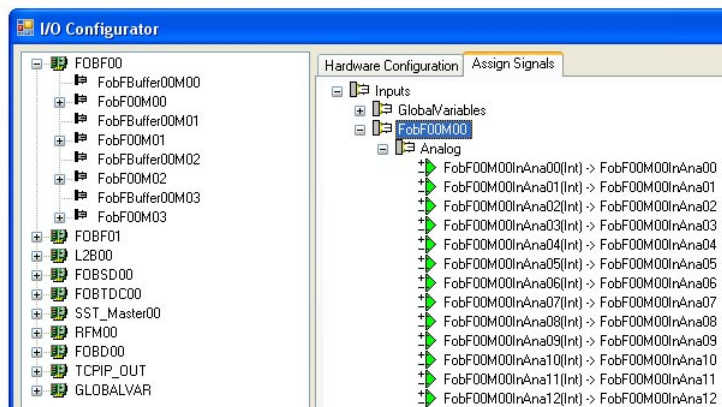 I/O Configurator
FOBF00
FobFBuffer00M00
FobF00M00
FobFBuffer00M01
FobF00M01
FobFBuffer00M02
FobF00M02
FobFBuffer00M03
FobF00M03
FOBF01
L2B00
FOBSD00
FOBTDC00
SST_Master00
RFM00
FOBD00
TCPIP_OUT
GLOBALVAR
Hardware Configuration Assign Signals
Inputs
GlobalVariables
FobF00M00
Analog
FobF00M00InAna00(Int) -> FobF00M00InAna00
FobF00M00InAna01(Int) -> FobF00M00InAna01
FobF00M00InAna02(Int) -> FobF00M00InAna02
FobF00M00InAna03(Int) -> FobF00M00InAna03
FobF00M00InAna04(Int) -> FobF00M00InAna04
FobF00M00InAna05(Int) -> FobF00M00InAna05
FobF00M00InAna06(Int) -> FobF00M00InAna06
FobF00M00InAna07(Int) -> FobF00M00InAna07
FobF00M00InAna08(Int) -> FobF00M00InAna08
FobF00M00InAna09(Int) -> FobF00M00InAna09
FobF00M00InAna10(Int) -> FobF00M00InAna10
FobF00M00InAna11(Int) -> FobF00M00InAna11
FobF00M00InAna12(Int) -> FobF00M00InAna12